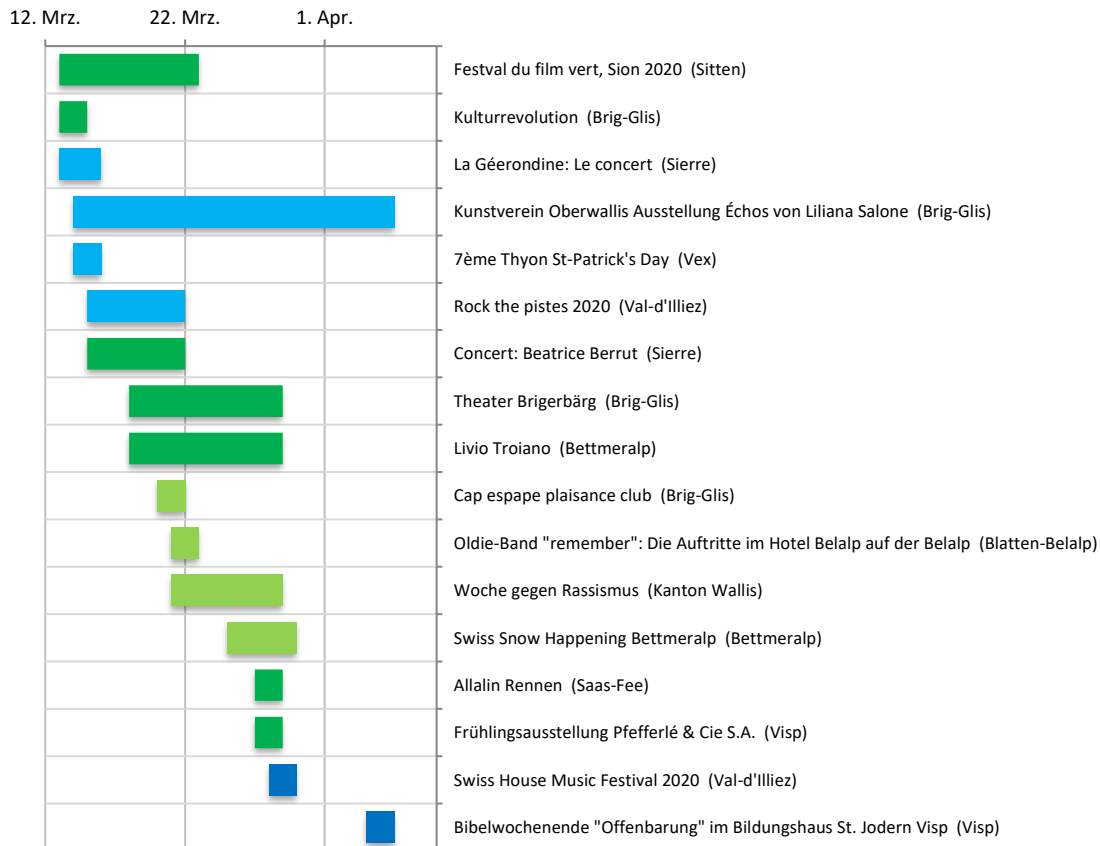 12. Mrz. 22. Mrz. 1. Apr.
Festval du film vert, Sion 2020 (Sitten)
Kulturrevolution (Brig-Glis)
La Géerondine: Le concert (Sierre)
Kunstverein Oberwallis Ausstellung Échos von Liliana Salone (Brig-Glis)
7ème Thyon St-Patrick's Day (Vex)
Rock the pistes 2020 (Val-d'Illiez)
Concert: Beatrice Berrut (Sierre)
Theater Brigerbärg (Brig-Glis)
Livio Troiano (Bettmeralp)
Cap espape plaisance club (Brig-Glis)
Oldie-Band "remember": Die Auftritte im Hotel Belalp auf der Belalp (Blatten-Belalp)
Woche gegen Rassismus (Kanton Wallis)
Swiss Snow Happening Bettmeralp (Bettmeralp)
Allalin Rennen (Saas-Fee)
Frühlingsausstellung Pfefferlé & Cie S.A. (Visp)
Swiss House Music Festival 2020 (Val-d'Illiez)
Bibelwochenende "Offenbarung" im Bildungshaus St. Jodern Visp (Visp)